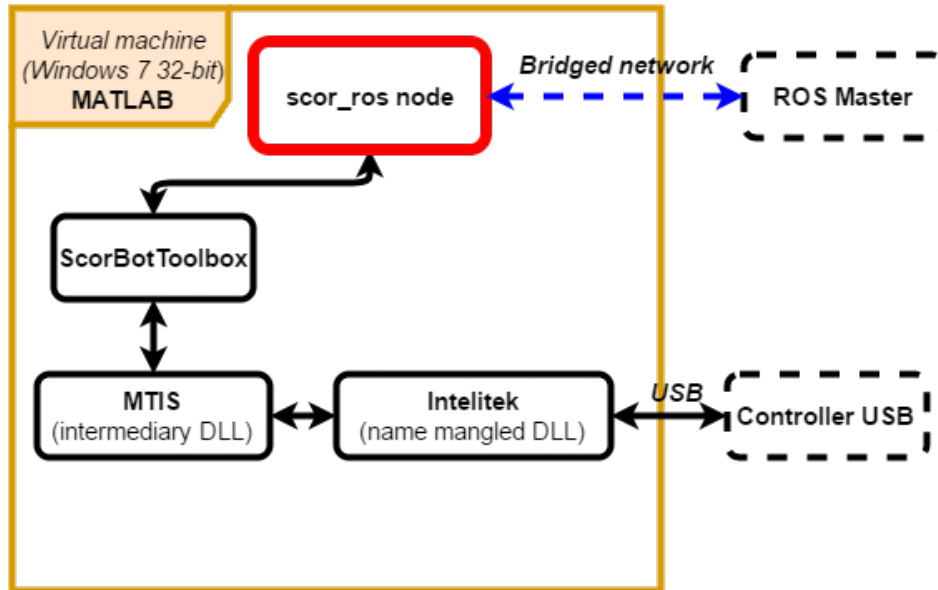 Virtual machine
(Windows 7 32-bit)
MATLAB
scor_ros node
Bridged network
ROS Master
ScorBotToolbox
MTIS
(intermediary DLL)
Intelitek
(name mangled DLL)
USB
Controller USB